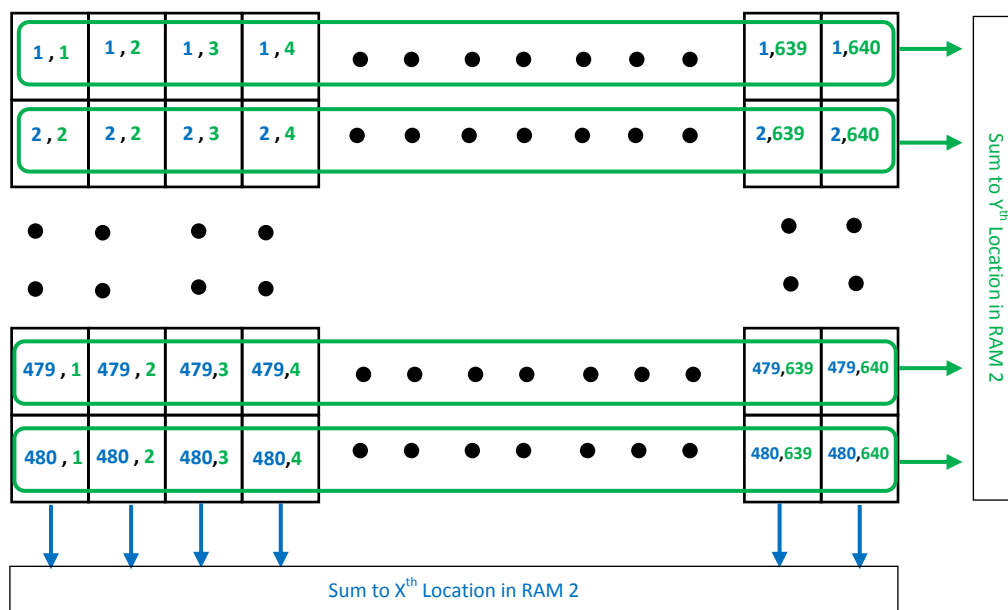 1 , 1 1 , 2 1 , 3 1 , 4 1,639 1,640
2 , 2 2 , 2 2 , 3 2 , 4 2,639 2,640
479 , 1 479 , 2 479,3 479,4 479,639 479,640
480 , 1 480 , 2 480,3 480,4 480,639 480,640
Sum to Yth Location in RAM 2
Sum to Xth Location in RAM 2